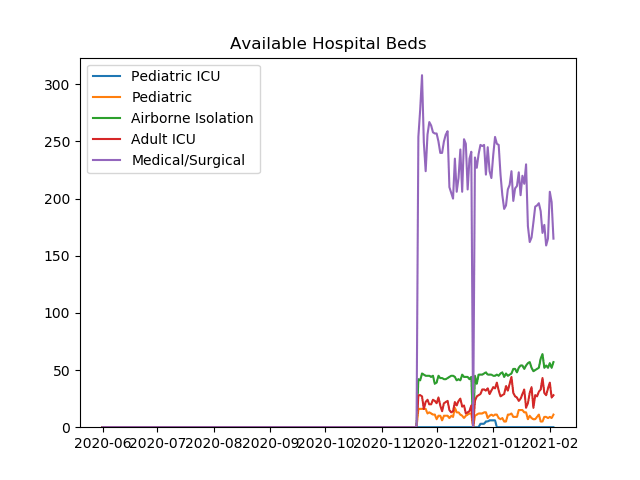 Available Hospital Beds
Pediatric ICU
Pediatric
Airborne Isolation
Adult ICU
Medical/Surgical
300
250
200
150
100
50
0
2020-06 2020-07 2020-08 2020-09 2020-10 2020-11 2020-12 2021-01 2021-02